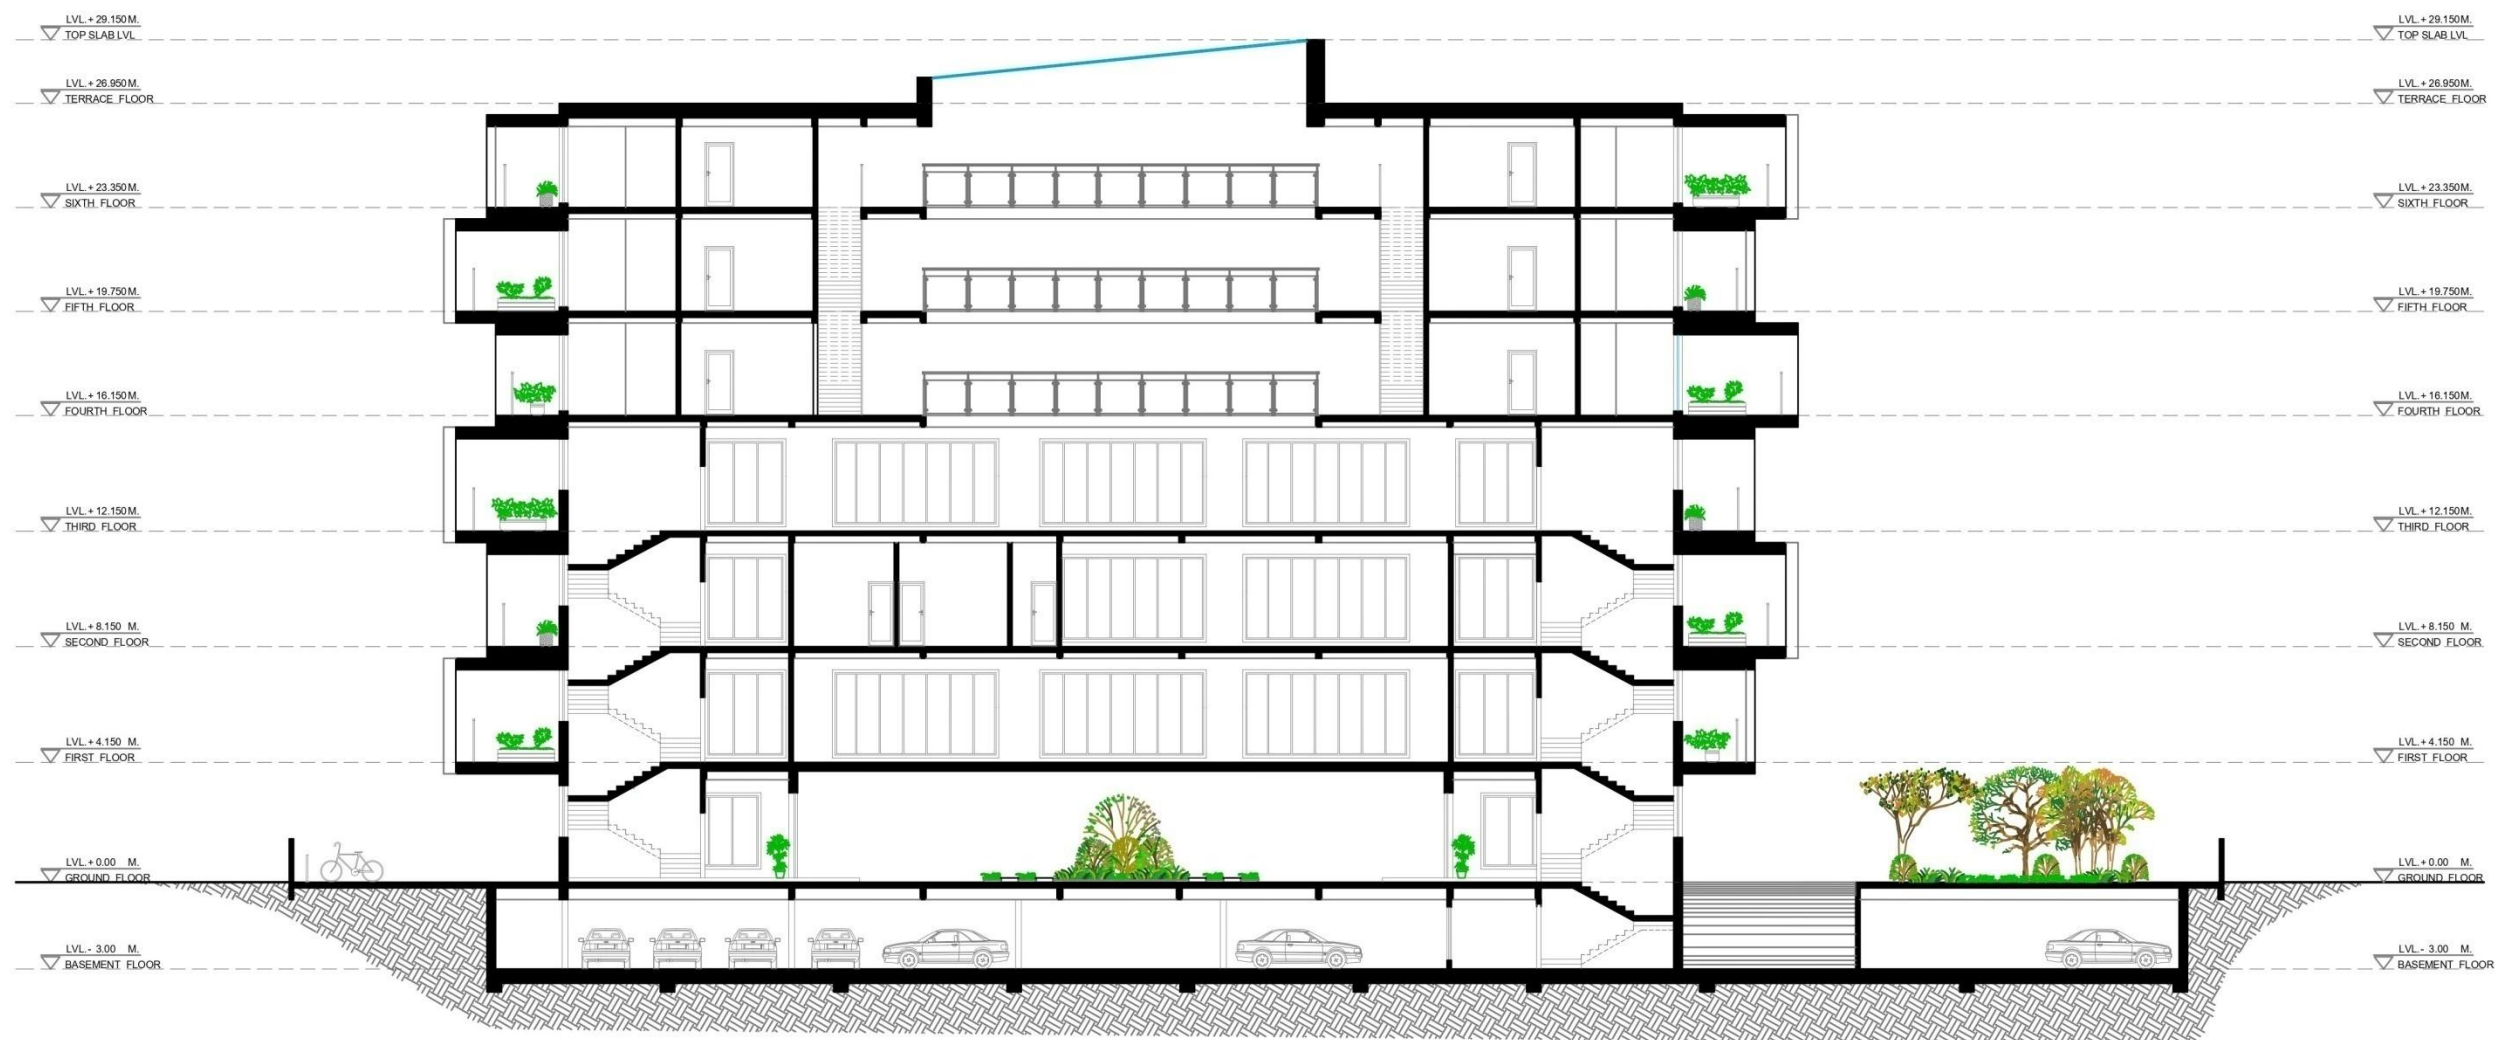 LVL. + 29.150 M.
TOP SLAB LVL
LVL. + 29.150 M.
TOP SLAB LVL
LVL. + 26.950 M.
TERRACE FLOOR
LVL. + 26.950 M.
TERRACE FLOOR
LVL. + 23.350 M.
SIXTH FLOOR
LVL. + 23.350 M.
SIXTH FLOOR
LVL. + 19.750 M.
FIFTH FLOOR
LVL. + 19.750 M.
FIFTH FLOOR
LVL. + 16.150 M.
FOURTH FLOOR
LVL. + 16.150 M.
FOURTH FLOOR
LVL. + 12.150 M.
THIRD FLOOR
LVL. + 12.150 M.
THIRD FLOOR
LVL. + 8.150 M.
SECOND FLOOR
LVL. + 8.150 M.
SECOND FLOOR
LVL. + 4.150 M.
FIRST FLOOR
LVL. + 4.150 M.
FIRST FLOOR
LVL. + 0.00 M.
GROUND FLOOR
LVL. + 0.00 M.
GROUND FLOOR
LVL. - 3.00 M.
BASEMENT FLOOR
LVL. - 3.00 M.
BASEMENT FLOOR